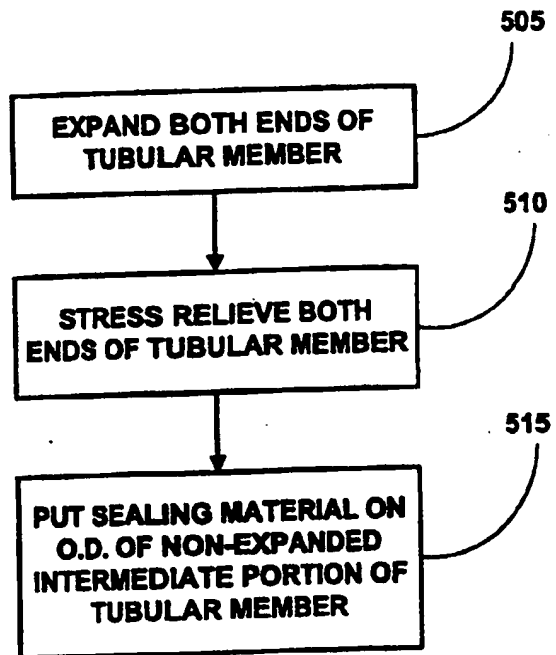 505
EXPAND BOTH ENDS OF
TUBULAR MEMBER
510
STRESS RELIEVE BOTH
ENDS OF TUBULAR MEMBER
515
PUT SEALING MATERIAL ON
O.D. OF NON-EXPANDED
INTERMEDIATE PORTION OF
TUBULAR MEMBER